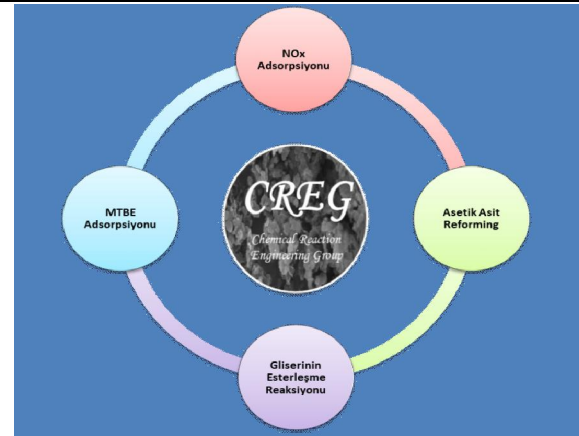 NOx
Adsorpsiyonu
MTBE
Adsorpsiyonu
CREG
Chemical Reaction
Engineering Group
Asetik Asit
Reforming
Gliserinin
Esterleşme
Reaksiyonu